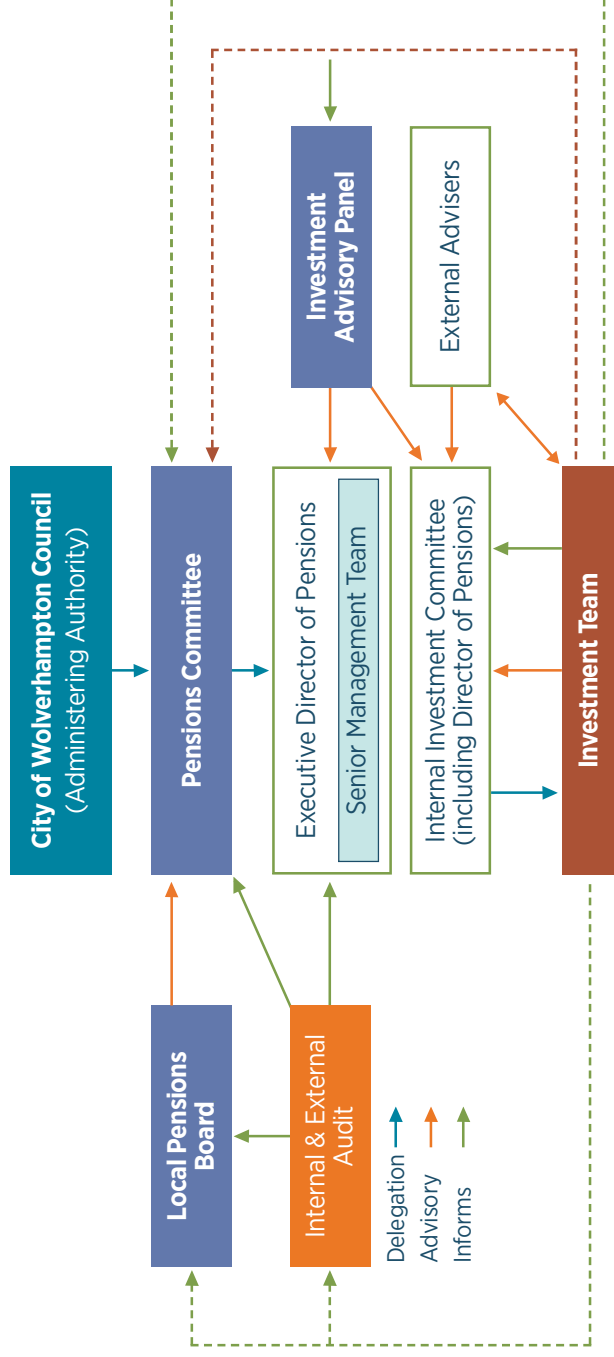 City of Wolverhampton Council
(Administering Authority)
Local Pensions
Board
Pensions Committee
Internal & External
Audit
Executive Director of Pensions
Senior Management Team
Investment
Advisory Panel
Internal Investment Committee
(including Director of Pensions)
External Advisers
Investment Team
Delegation
Advisory
Informs